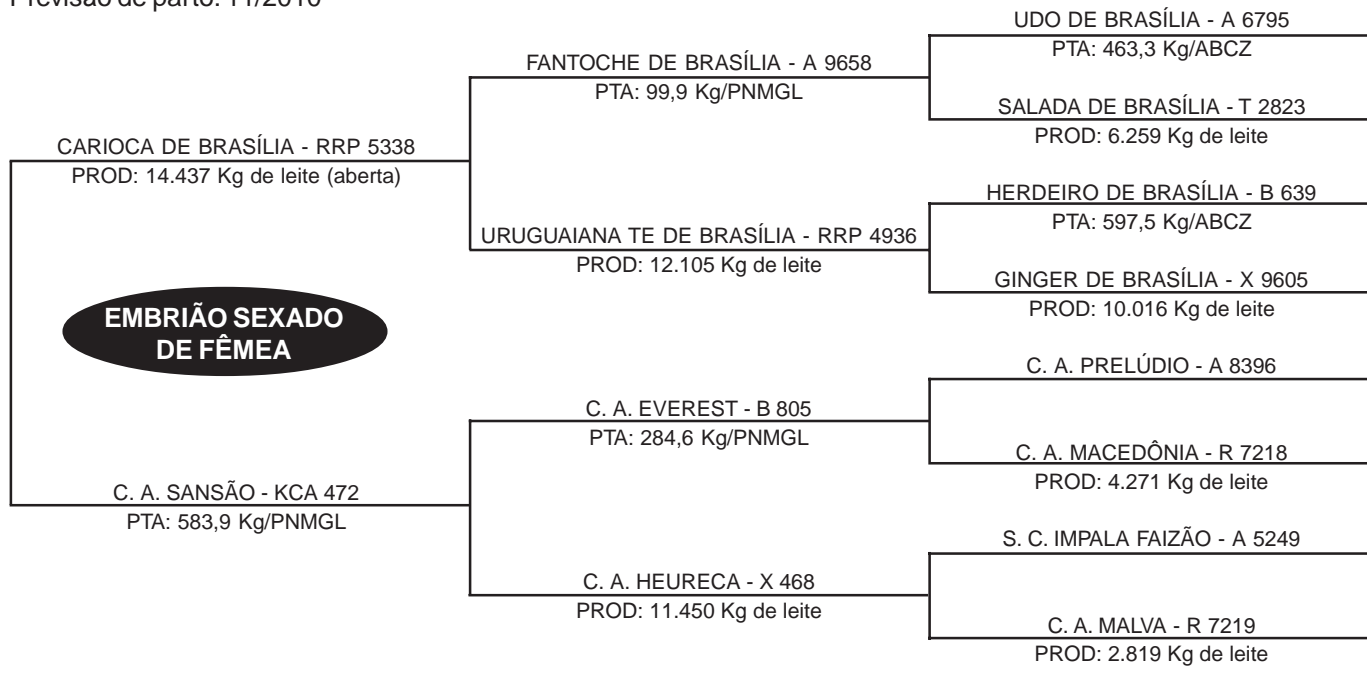 Previsão de parto: 11/2010
UDO DE BRASÍLIA - A 6795
PTA: 463,3 Kg/ABCZ
FANTOCHE DE BRASÍLIA - A 9658
PTA: 99,9 Kg/PNMGL
SALADA DE BRASÍLIA - T 2823
PROD: 6.259 Kg de leite
CARIOCA DE BRASÍLIA - RRP 5338
PROD: 14.437 Kg de leite (aberta)
HERDEIRO DE BRASÍLIA - B 639
PTA: 597,5 Kg/ABCZ
URUGUAIANA TE DE BRASÍLIA - RRP 4936
PROD: 12.105 Kg de leite
GINGER DE BRASÍLIA - X 9605
PROD: 10.016 Kg de leite
EMBRIÃO SEXADO
DE FÊMEA
C. A. PRELÚDIO - A 8396
C. A. EVEREST - B 805
PTA: 284,6 Kg/PNMGL
C. A. MACEDÔNIA - R 7218
PROD: 4.271 Kg de leite
C. A. SANSÃO - KCA 472
PTA: 583,9 Kg/PNMGL
S. C. IMPALA FAIZÃO - A 5249
C. A. HEURECA - X 468
PROD: 11.450 Kg de leite
C. A. MALVA - R 7219
PROD: 2.819 Kg de leite